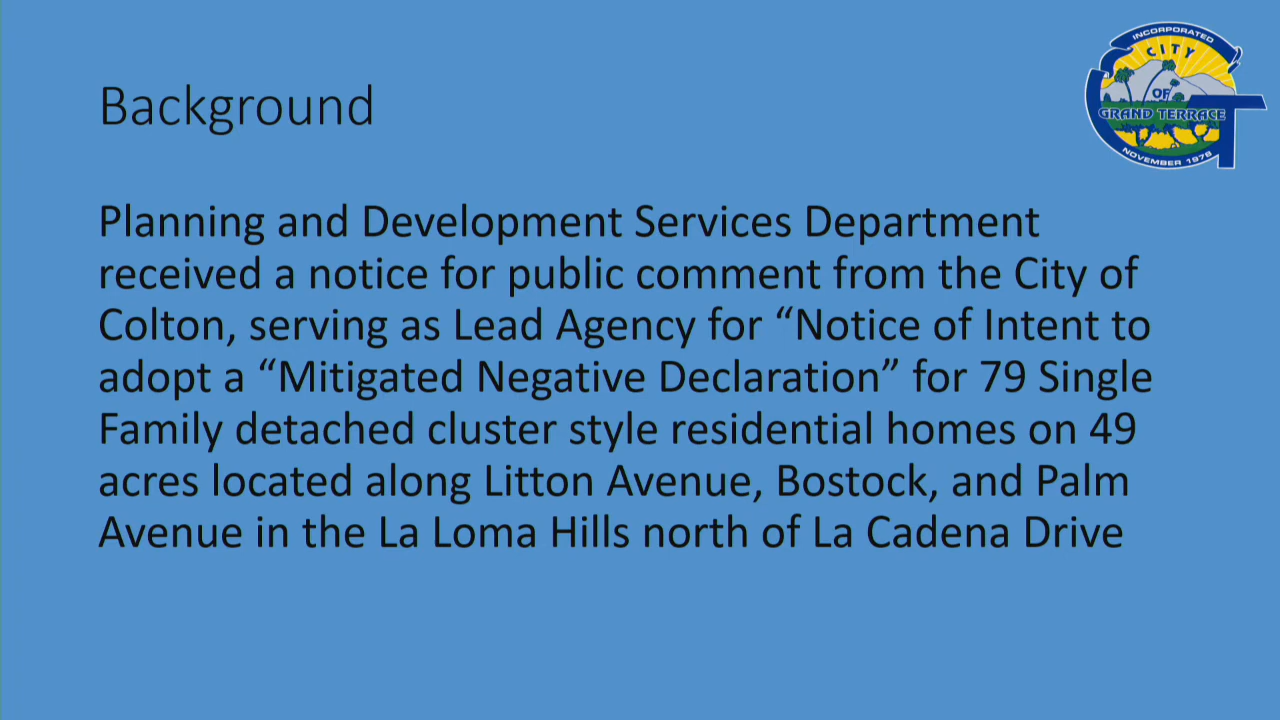 INCORPORATED
CITY
OF
GRAND TERRACE
NOVEMBER 1978
Background
Planning and Development Services Department
received a notice for public comment from the City of
Colton, serving as Lead Agency for “Notice of Intent to
adopt a “Mitigated Negative Declaration” for 79 Single
Family detached cluster style residential homes on 49
acres located along Litton Avenue, Bostock, and Palm
Avenue in the La Loma Hills north of La Cadena Drive